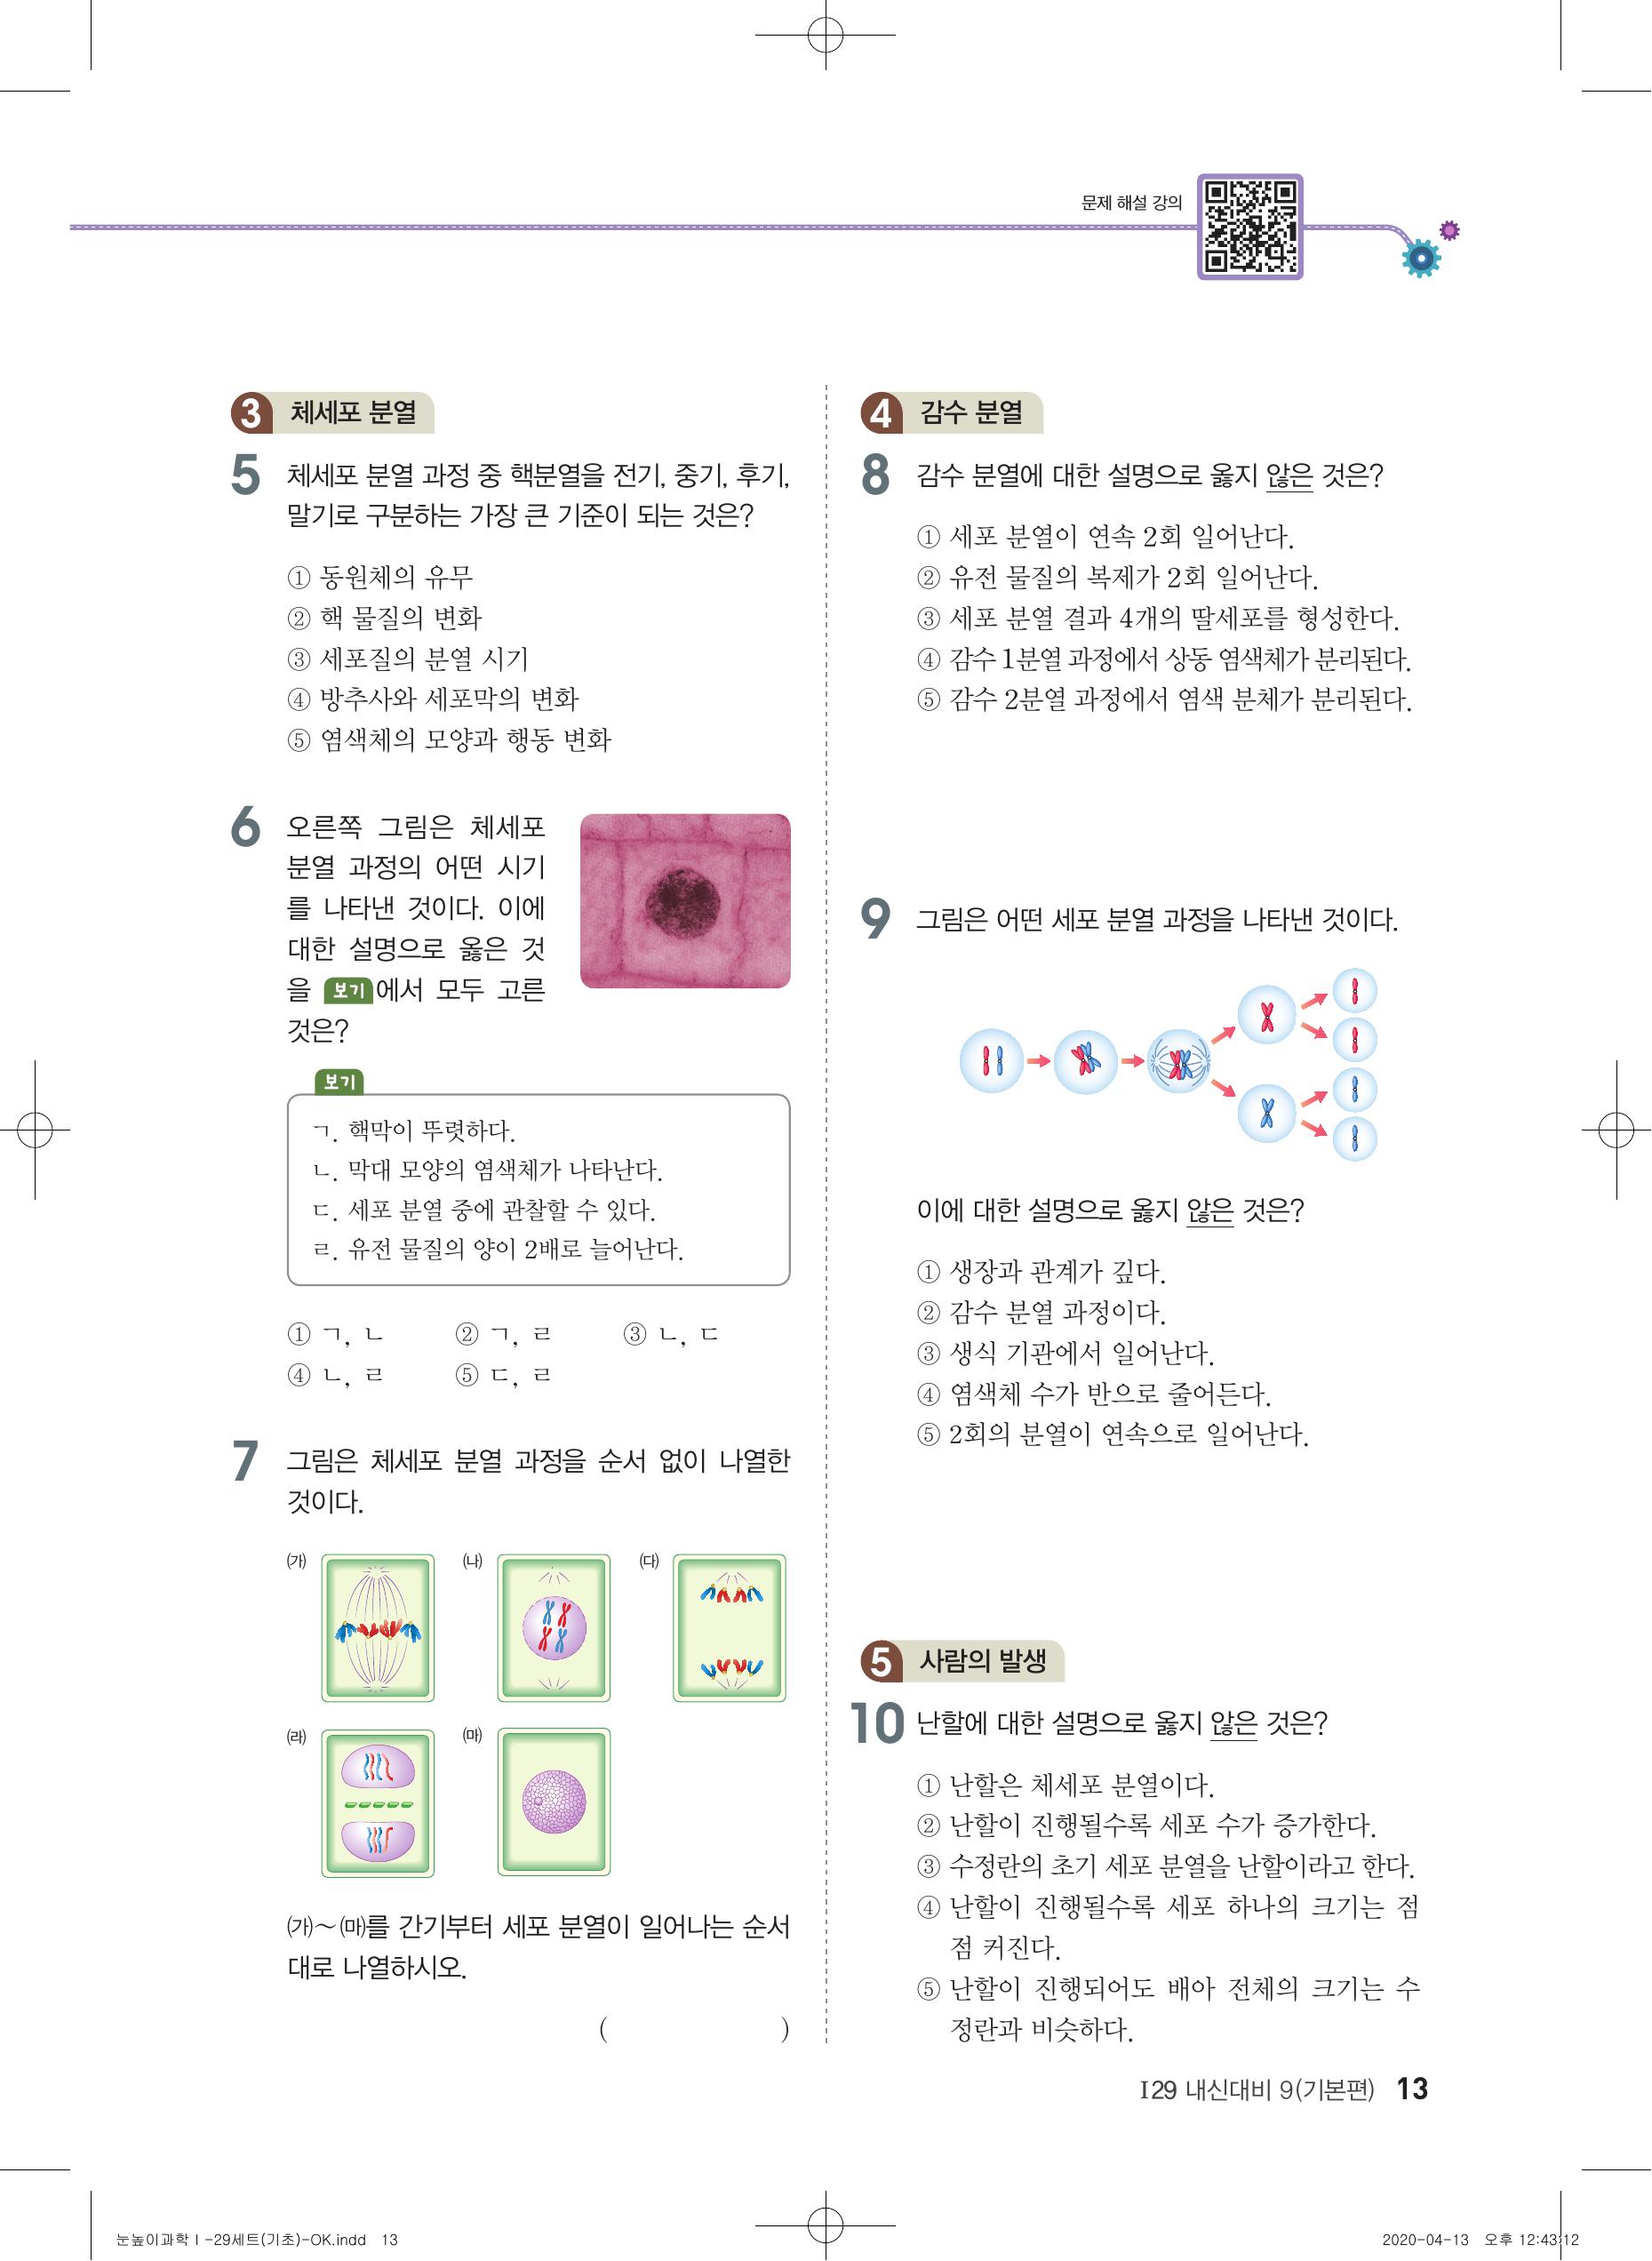 문제 해설 강의
3 체세포 분열
5 체세포 분열 과정 중 핵분열을 전기, 중기, 후기,
말기로 구분하는 가장 큰 기준이 되는 것은?
① 동원체의 유무
② 핵 물질의 변화
③ 세포질의 분열 시기
④ 방추사와 세포막의 변화
⑤ 염색체의 모양과 행동 변화
6 오른쪽 그림은 체세포
분열 과정의 어떤 시기
를 나타낸 것이다. 이에
대한 설명으로 옳은 것
을 보기 에서 모두 고른
것은?
보기
ㄱ. 핵막이 뚜렷하다.
ㄴ. 막대 모양의 염색체가 나타난다.
ㄷ. 세포 분열 중에 관찰할 수 있다.
ㄹ. 유전 물질의 양이 2배로 늘어난다.
① ㄱ, ㄴ ② ㄱ, ㄹ ③ ㄴ, ㄷ
④ ㄴ, ㄹ ⑤ ㄷ, ㄹ
7 그림은 체세포 분열 과정을 순서 없이 나열한
것이다.
㈎ ㈏ ㈐
㈑ ㈒
㈎~㈒를 간기부터 세포 분열이 일어나는 순서
대로 나열하시오.
( )
4 감수 분열
8 감수 분열에 대한 설명으로 옳지 않은 것은?
① 세포 분열이 연속 2회 일어난다.
② 유전 물질의 복제가 2회 일어난다.
③ 세포 분열 결과 4개의 딸세포를 형성한다.
④ 감수 1분열 과정에서 상동 염색체가 분리된다.
⑤ 감수 2분열 과정에서 염색 분체가 분리된다.
9 그림은 어떤 세포 분열 과정을 나타낸 것이다.
이에 대한 설명으로 옳지 않은 것은?
① 생장과 관계가 깊다.
② 감수 분열 과정이다.
③ 생식 기관에서 일어난다.
④ 염색체 수가 반으로 줄어든다.
⑤ 2회의 분열이 연속으로 일어난다.
5 사람의 발생
10 난할에 대한 설명으로 옳지 않은 것은?
① 난할은 체세포 분열이다.
② 난할이 진행될수록 세포 수가 증가한다.
③ 수정란의 초기 세포 분열을 난할이라고 한다.
④ 난할이 진행될수록 세포 하나의 크기는 점
점 커진다.
⑤ 난할이 진행되어도 배아 전체의 크기는 수
정란과 비슷하다.
I29 내신대비 9(기본편) 13
눈높이과학 I -29세트(기초)-OK.indd 13
2020-04-13 오후 12:43:12